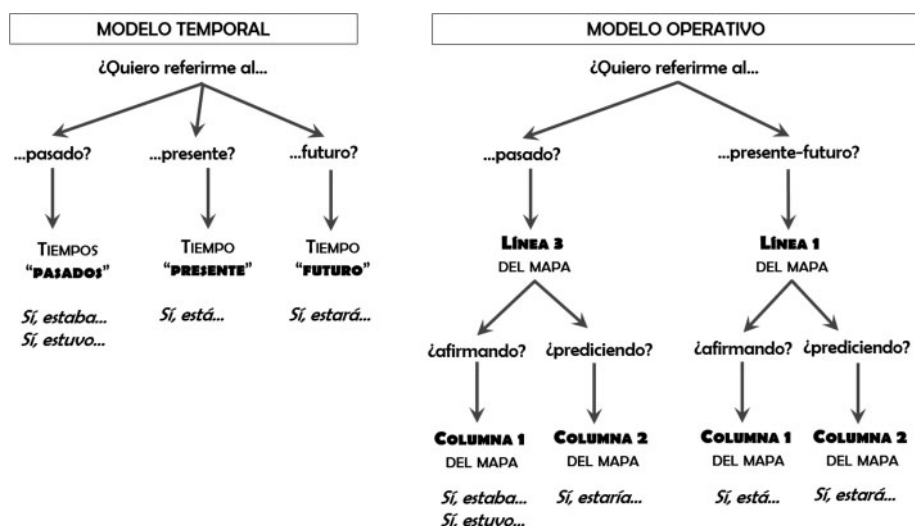 MODELO TEMPORAL
¿Quiero referirme al...
...pasado?
...presente?
...futuro?
TIEMPOS
"PASADOS"
TIEMPO
"PRESENTE"
TIEMPO
"FUTURO"
Sí, estaba...
Sí, estuvo...
Sí, está...
Sí, estará...
MODELO OPERATIVO
¿Quiero referirme al...
...pasado?
...presente-futuro?
LÍNEA 3
DEL MAPA
LÍNEA 1
DEL MAPA
¿afirmando?
¿prediciendo?
¿afirmando?
¿prediciendo?
COLUMNA 1
DEL MAPA
COLUMNA 2
DEL MAPA
COLUMNA 1
DEL MAPA
COLUMNA 2
DEL MAPA
Sí, estaba...
Sí, estuvo...
Sí, estaría...
Sí, está...
Sí, estará...